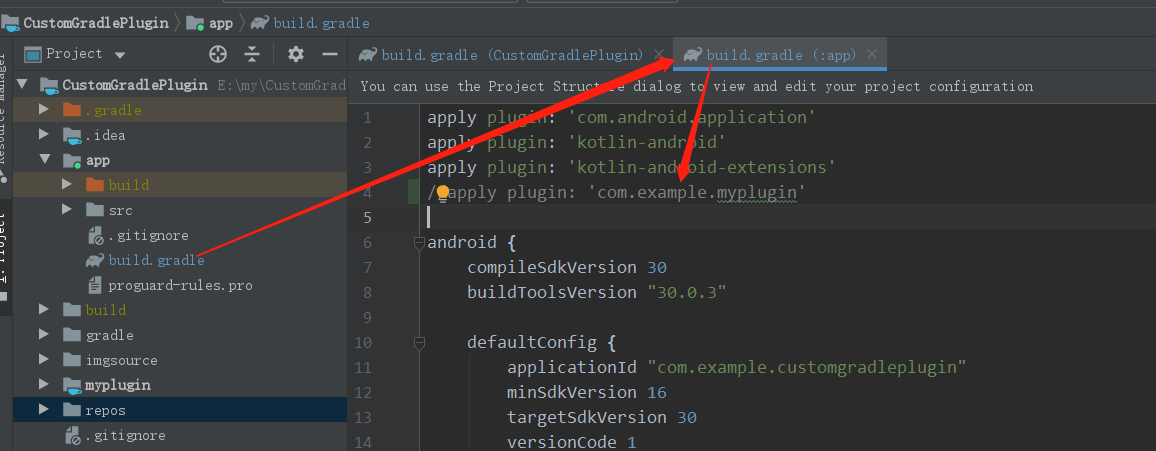 CustomGradlePlugin app build.gradle
Project
build.gradle (CustomGradlePlugin) build.gradle (:app)
You can use the Project Structure dialog to view and edit your project configuration
Resource manager
1: Project
CustomGradlePlugin E:\my\CustomGrad
.gradle
.idea
app
build
src
.gitignore
build.gradle
proguard-rules.pro
build
gradle
imgsource
myplugin
repos
.gitignore
1 apply plugin: 'com.android.application'
2 apply plugin: 'kotlin-android'
3 apply plugin: 'kotlin-android-extensions'
4 / apply plugin: 'com.example.myplugin'
5
6 android {
7 compileSdkVersion 30
8 buildToolsVersion "30.0.3"
9
10 defaultConfig {
11 applicationId "com.example.customgradleplugin"
12 minSdkVersion 16
13 targetSdkVersion 30
14 versionCode 1